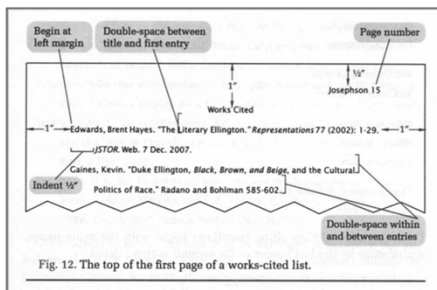 Begin at left margin
Double-space between title and first entry
Page number
1"
½"
Josephson 15
Works Cited
1" Edwards, Brent Hayes. "The Literary Ellington." Representations 77 (2002): 1-29. 1"
JSTOR. Web. 7 Dec. 2007.
Indent ½"
Gaines, Kevin. "Duke Ellington, Black, Brown, and Beige, and the Cultural
Politics of Race." Radano and Bohlman 585-602.
Double-space within and between entries
Fig. 12. The top of the first page of a works-cited list.